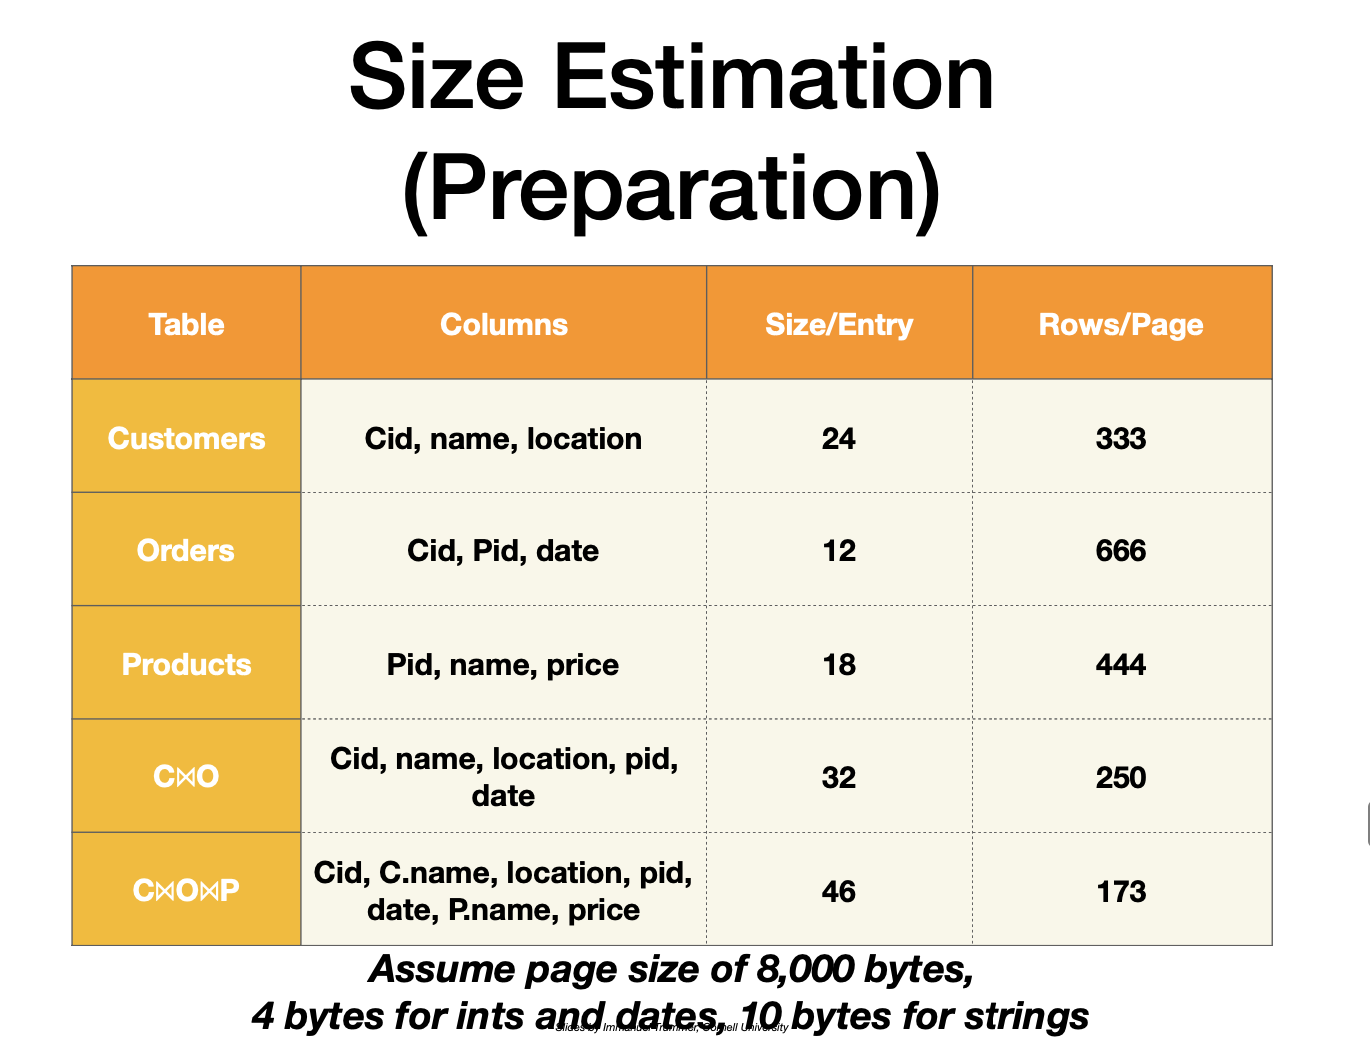 Size Estimation
(Preparation)
Table Columns Size/Entry Rows/Page
Customers Cid, name, location 24 333
Orders Cid, Pid, date 12 666
Products Pid, name, price 18 444
C⋈O Cid, name, location, pid,
date 32 250
C⋈O⋈P Cid, C.name, location, pid,
date, P.name, price 46 173
Assume page size of 8,000 bytes,
4 bytes for ints and dates, 10 bytes for strings
Slides by Immanuel Trummer, Cornell University